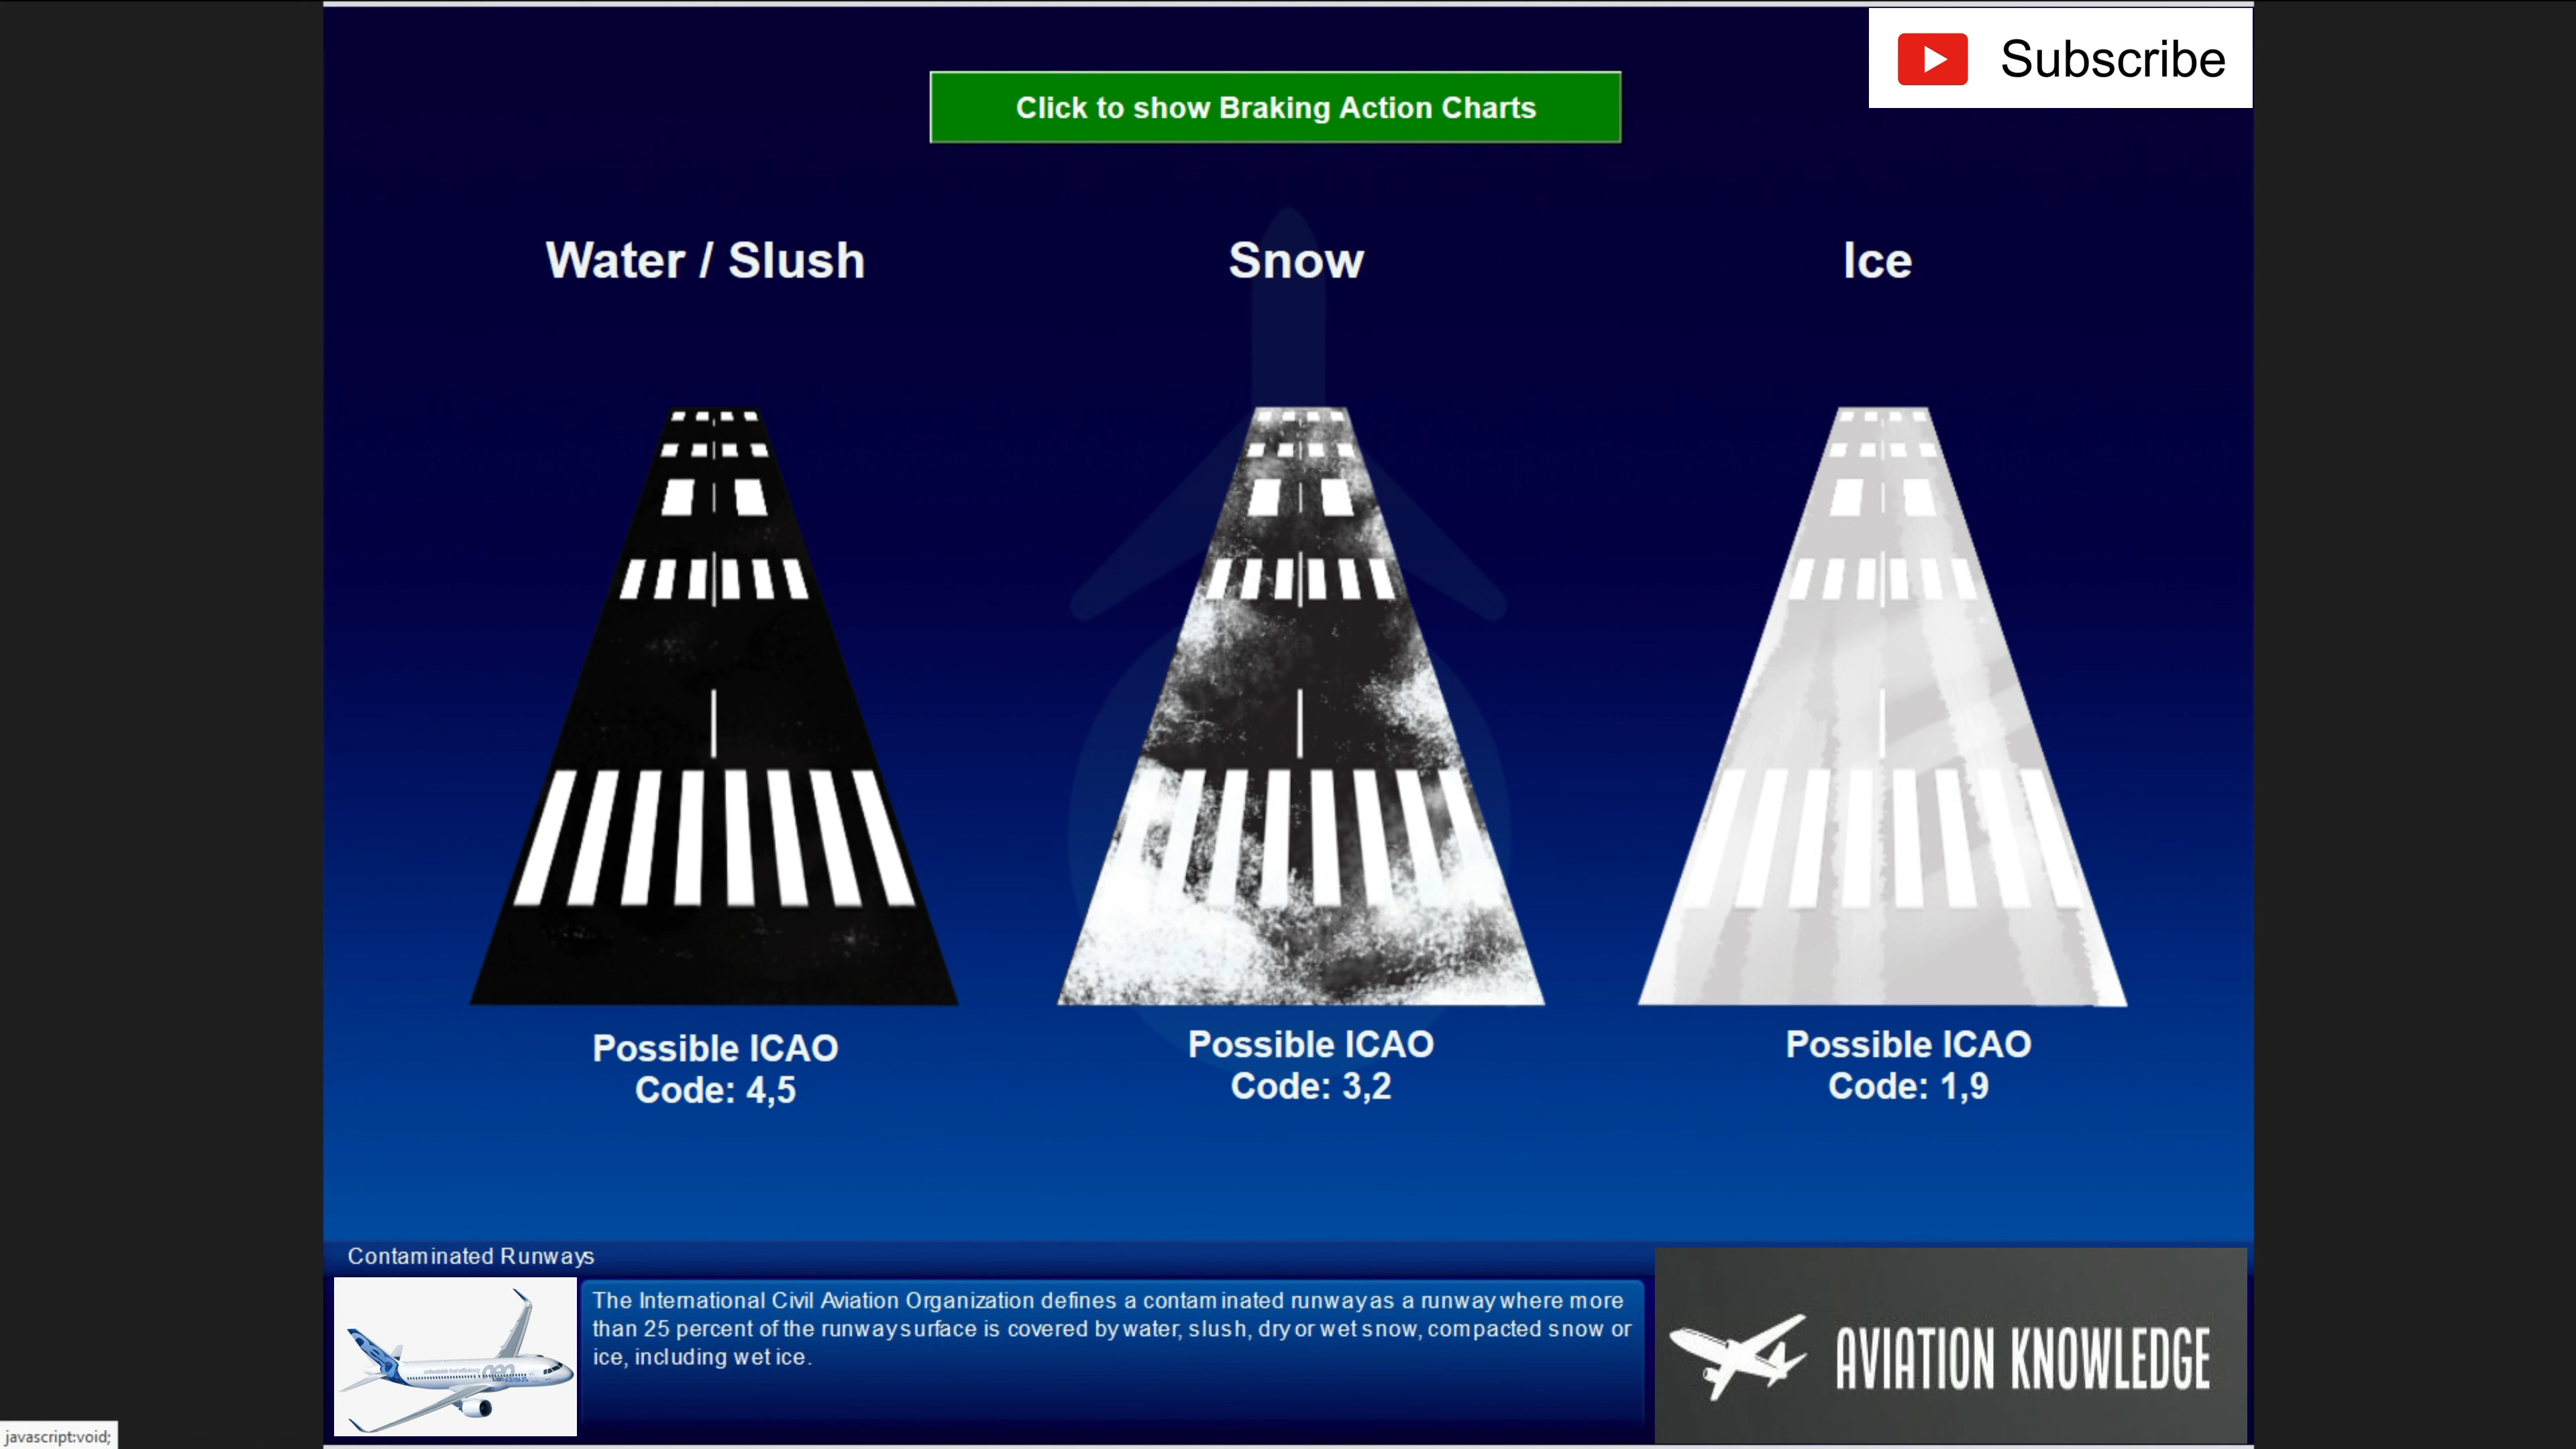 Subscribe
Click to show Braking Action Charts
Water / Slush
Snow
Ice
Possible ICAO
Code: 4,5
Possible ICAO
Code: 3,2
Possible ICAO
Code: 1,9
Contaminated Runways
The International Civil Aviation Organization defines a contaminated runway as a runway where more
than 25 percent of the runway surface is covered by water, slush, dry or wet snow, compacted snow or
ice, including wet ice.
AVIATION KNOWLEDGE
javascript:void;